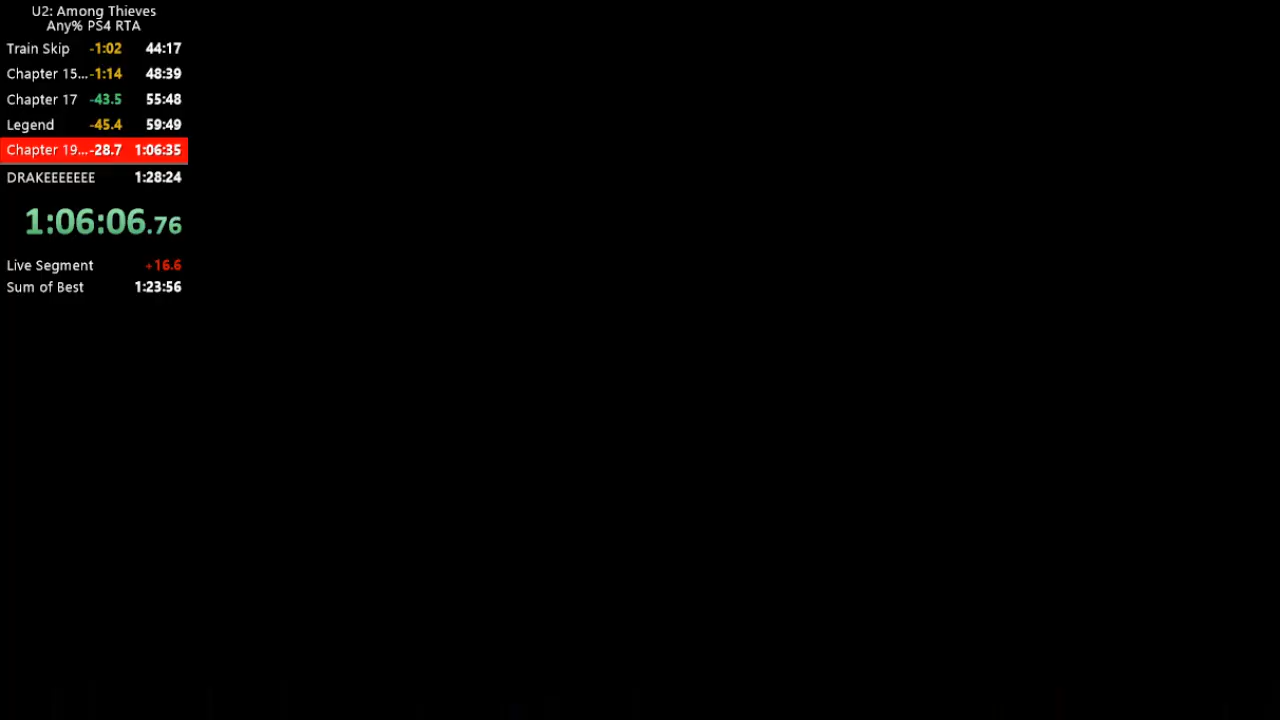 U2: Among Thieves
Any% PS4 RTA
Train Skip -1:02 44:17
Chapter 15...-1:14 48:39
Chapter 17 -43.5 55:48
Legend -45.4 59:49
Chapter 19...-28.7 1:06:35
DRAKEEEEEEE 1:28:24
1:06:06.76
Live Segment +16.6
Sum of Best 1:23:56